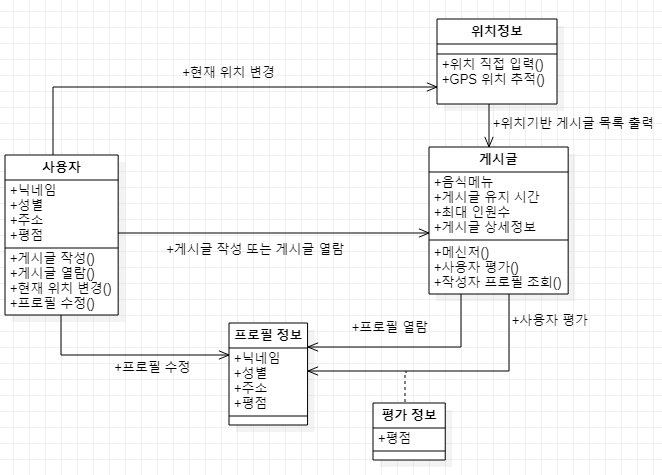 위치정보
+위치 직접 입력()
+GPS 위치 추적()
+현재 위치 변경
+위치기반 게시글 목록 출력
사용자
+닉네임
+성별
+주소
+평점
+게시글 작성()
+게시글 열람()
+현재 위치 변경()
+프로필 수정()
게시글
+음식메뉴
+게시글 유지 시간
+최대 인원수
+게시글 상세정보
+메신저()
+사용자 평가()
+작성자 프로필 조회()
+게시글 작성 또는 게시글 열람
+프로필 열람
+사용자 평가
+프로필 수정
프로필 정보
+닉네임
+성별
+주소
+평점
평가 정보
+평점